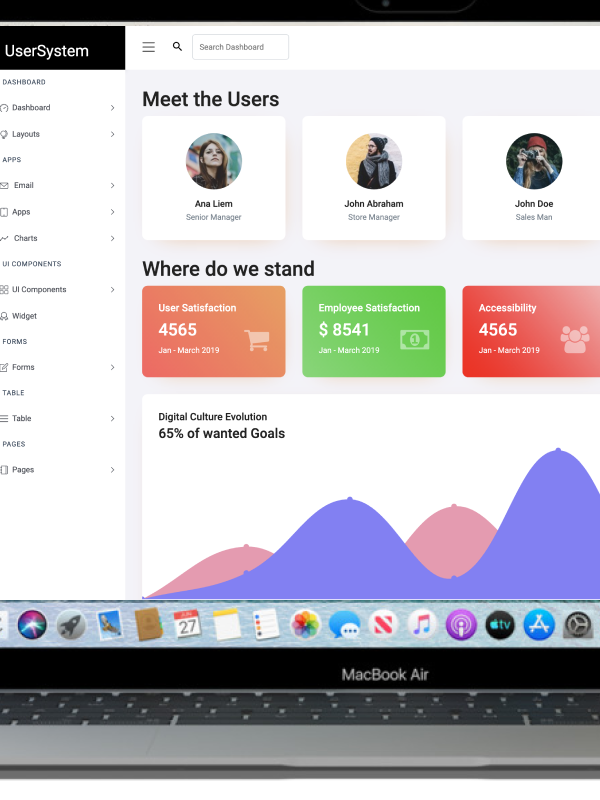 UserSystem
Search Dashboard
DASHBOARD
Dashboard
Layouts
APPS
Email
Apps
Charts
UI COMPONENTS
UI Components
Widget
FORMS
Forms
TABLE
Table
PAGES
Pages
Meet the Users
Ana Liem
Senior Manager
John Abraham
Store Manager
John Doe
Sales Man
Where do we stand
User Satisfaction
4565
Jan - March 2019
Employee Satisfaction
$ 8541
Jan - March 2019
Accessibility
4565
Jan - March 2019
Digital Culture Evolution
65% of wanted Goals
JUN
27
tv
MacBook Air